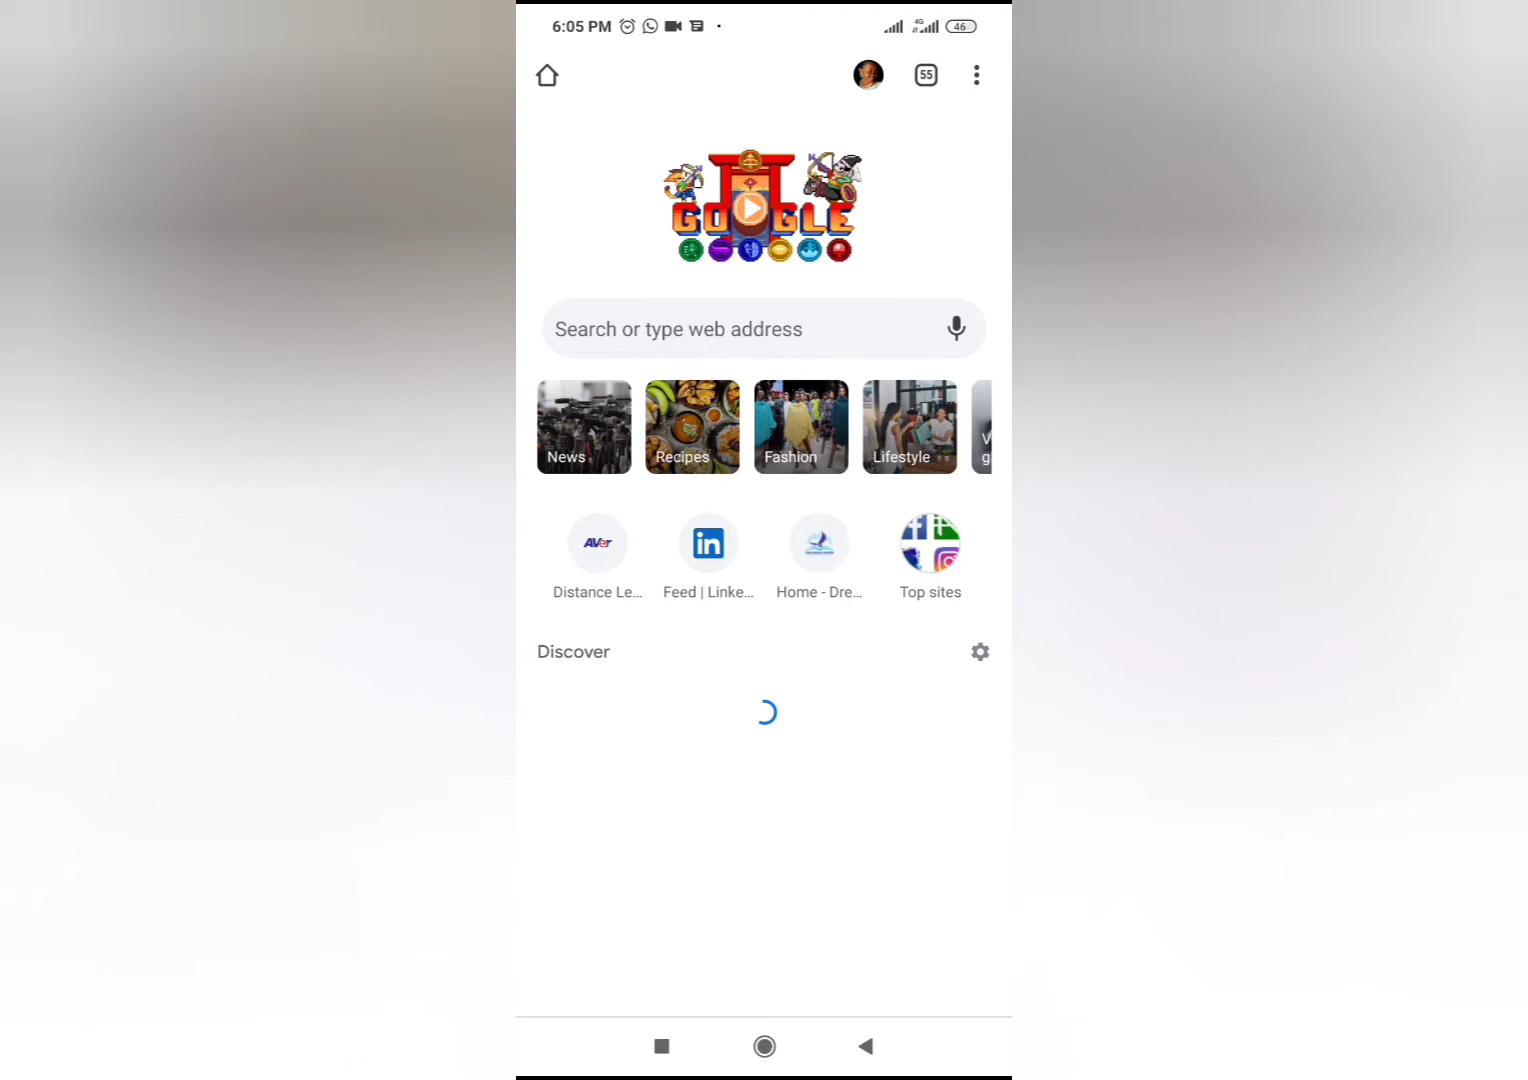 6:05 PM
4G
46
55
GOOGLE
Search or type web address
News
Recipes
Fashion
Lifestyle
V
g
AVer
in
Distance Le...
Feed | Linke...
Home - Dre...
Top sites
Discover